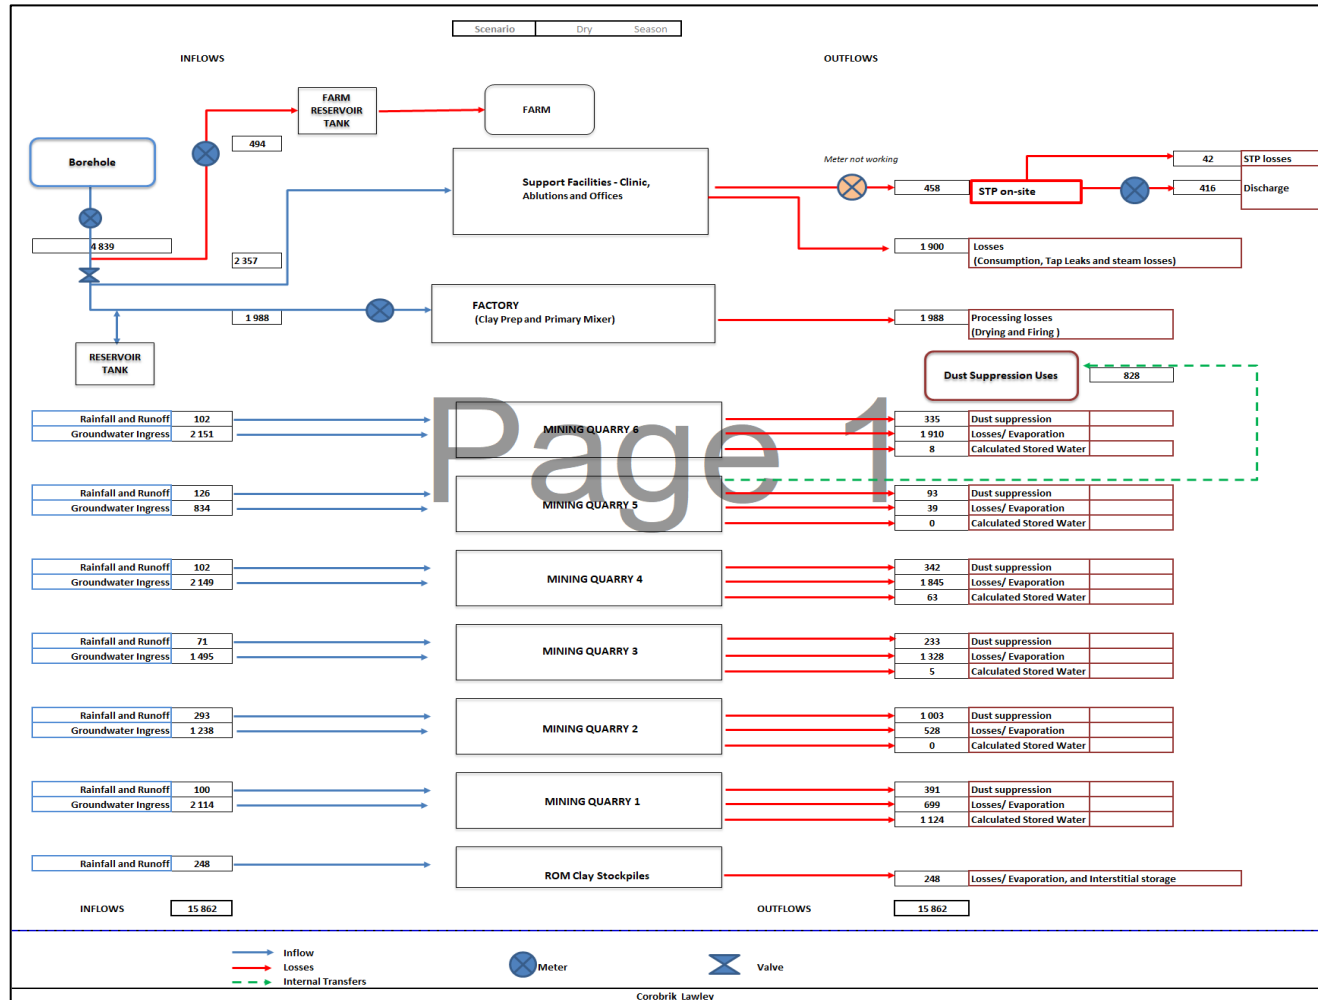 Scenario Dry Season
INFLOWS OUTFLOWS
FARM
RESERVOIR
TANK
FARM
494
Borehole
Support Facilities - Clinic,
Ablutions and Offices
Meter not working
458
STP on-site
42 STP losses
416 Discharge
4 839
2 357
1 900 Losses
(Consumption, Tap Leaks and steam losses)
FACTORY
(Clay Prep and Primary Mixer)
1 988
1 988 Processing losses
(Drying and Firing )
RESERVOIR
TANK
Dust Suppression Uses
828
Page 1
Rainfall and Runoff 102
Groundwater Ingress 2 151
MINING QUARRY 6
335 Dust suppression
1 910 Losses/ Evaporation
8 Calculated Stored Water
Rainfall and Runoff 126
Groundwater Ingress 834
MINING QUARRY 5
93 Dust suppression
39 Losses/ Evaporation
0 Calculated Stored Water
Rainfall and Runoff 102
Groundwater Ingress 2 149
MINING QUARRY 4
342 Dust suppression
1 845 Losses/ Evaporation
63 Calculated Stored Water
Rainfall and Runoff 71
Groundwater Ingress 1 495
MINING QUARRY 3
233 Dust suppression
1 328 Losses/ Evaporation
5 Calculated Stored Water
Rainfall and Runoff 293
Groundwater Ingress 1 238
MINING QUARRY 2
1 003 Dust suppression
528 Losses/ Evaporation
0 Calculated Stored Water
Rainfall and Runoff 100
Groundwater Ingress 2 114
MINING QUARRY 1
391 Dust suppression
699 Losses/ Evaporation
1 124 Calculated Stored Water
Rainfall and Runoff 248
ROM Clay Stockpiles
248 Losses/ Evaporation, and Interstitial storage
INFLOWS 15 862
OUTFLOWS 15 862
Inflow
Losses
Internal Transfers
Meter
Valve
Corobrik Lawley